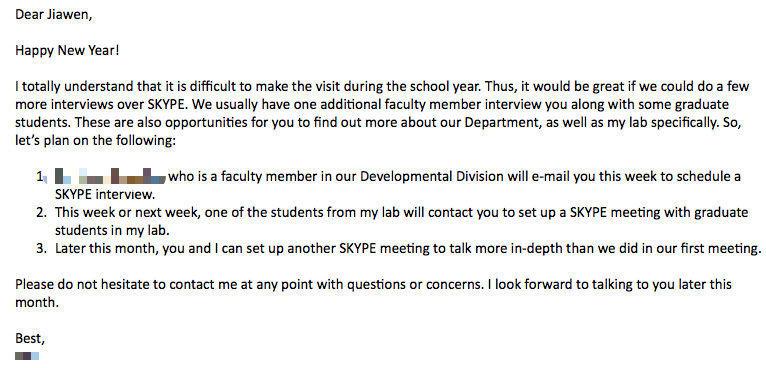 Dear Jiawen,
Happy New Year!
I totally understand that it is difficult to make the visit during the school year. Thus, it would be great if we could do a few
more interviews over SKYPE. We usually have one additional faculty member interview you along with some graduate
students. These are also opportunities for you to find out more about our Department, as well as my lab specifically. So,
let's plan on the following:
1. who is a faculty member in our Developmental Division will e-mail you this week to schedule a
SKYPE interview.
2. This week or next week, one of the students from my lab will contact you to set up a SKYPE meeting with graduate
students in my lab.
3. Later this month, you and I can set up another SKYPE meeting to talk more in-depth than we did in our first meeting.
Please do not hesitate to contact me at any point with questions or concerns. I look forward to talking to you later this
month.
Best,